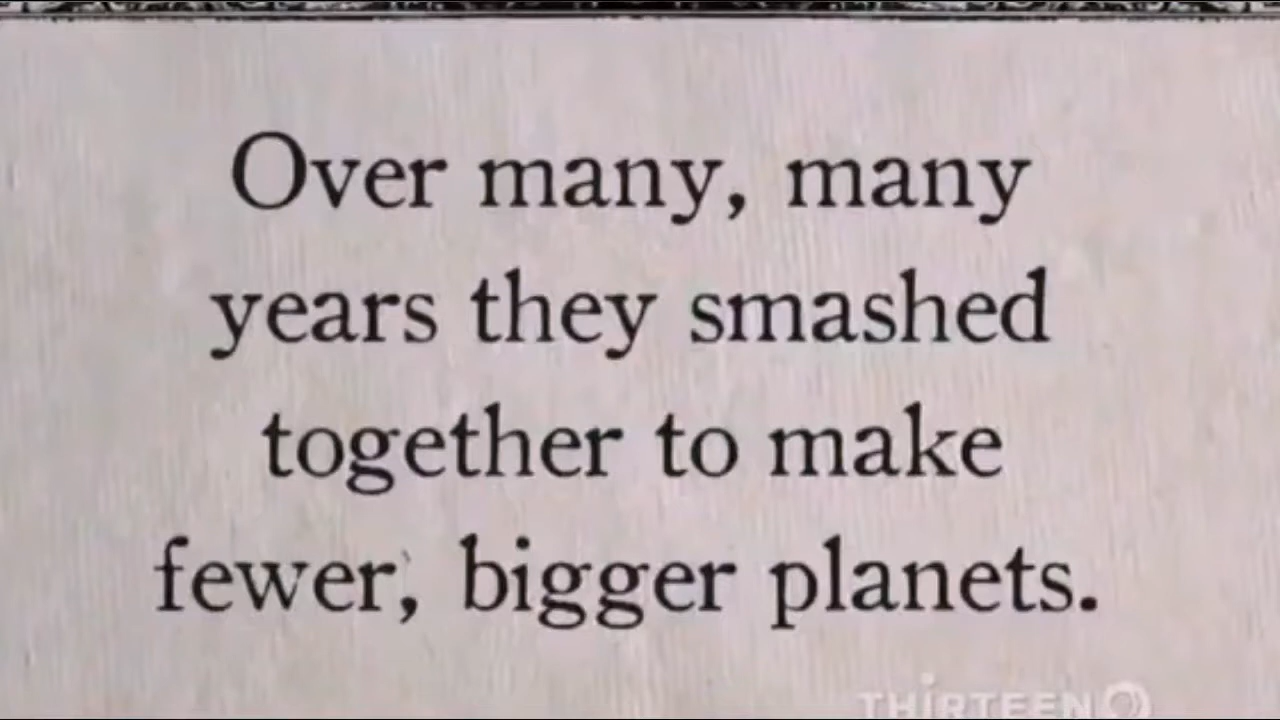 Over many, many
years they smashed
together to make
fewer, bigger planets.
THIRTEEN